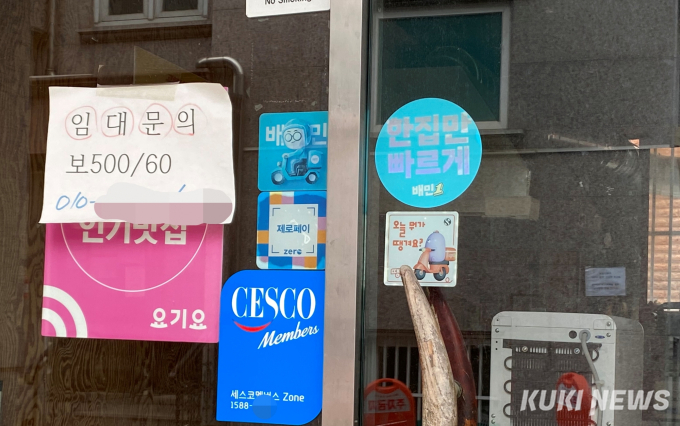 No Smoking
임대문의
보500/60
010-
인기맛집
요기요
배민
제로페이
zero
CESCO
Members
세스코멤버스 Zone
1588-
한집만
빠르게
배민1
오늘 뭐가
땡겨요?
KUKI NEWS